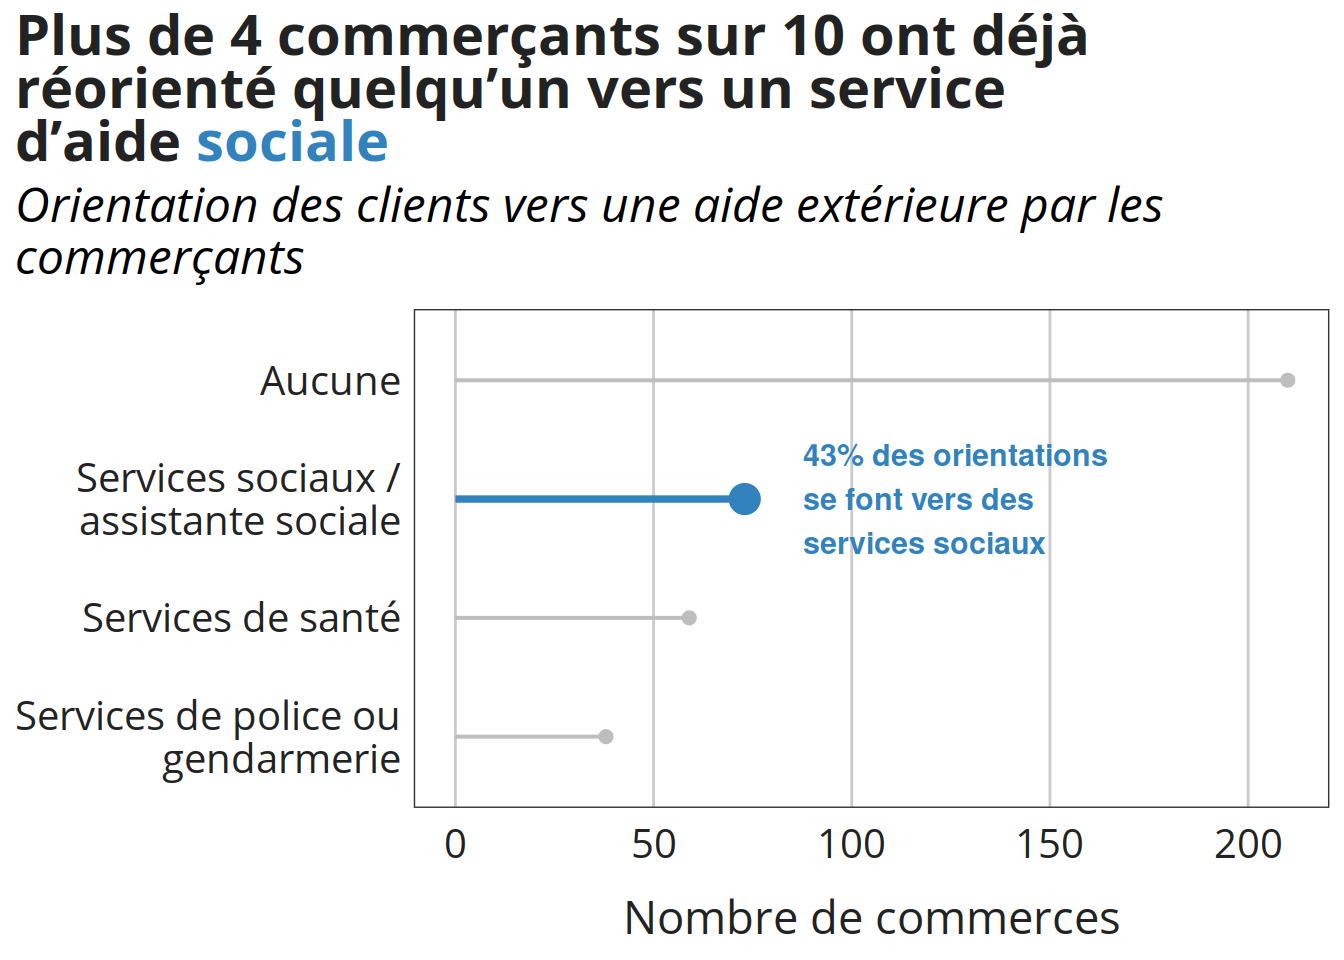 Plus de 4 commerçants sur 10 ont déjà
réorienté quelqu’un vers un service
d’aide sociale
Orientation des clients vers une aide extérieure par les
commerçants
Aucune
Services sociaux /
assistante sociale
43% des orientations
se font vers des
services sociaux
Services de santé
Services de police ou
gendarmerie
0 50 100 150 200
Nombre de commerces